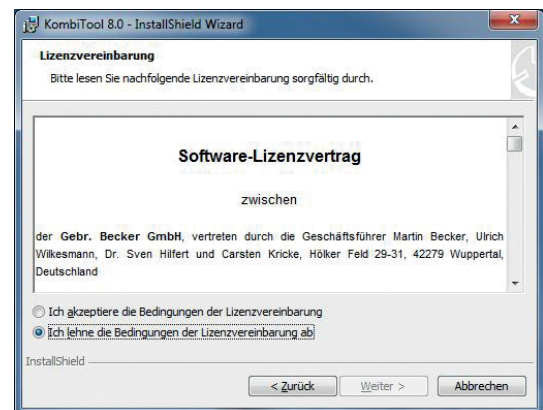 KombiTool 8.0 - InstallShield Wizard
Lizenzvereinbarung
Bitte lesen Sie nachfolgende Lizenzvereinbarung sorgfältig durch.
Software-Lizenzvertrag
zwischen
der Gebr. Becker GmbH, vertreten durch die Geschäftsführer Martin Becker, Ulrich
Wilkesmann, Dr. Sven Hilfert und Carsten Kricke, Hölker Feld 29-31, 42279 Wuppertal,
Deutschland
Ich akzeptiere die Bedingungen der Lizenzvereinbarung
Ich lehne die Bedingungen der Lizenzvereinbarung ab
InstallShield
< Zurück Weiter > Abbrechen